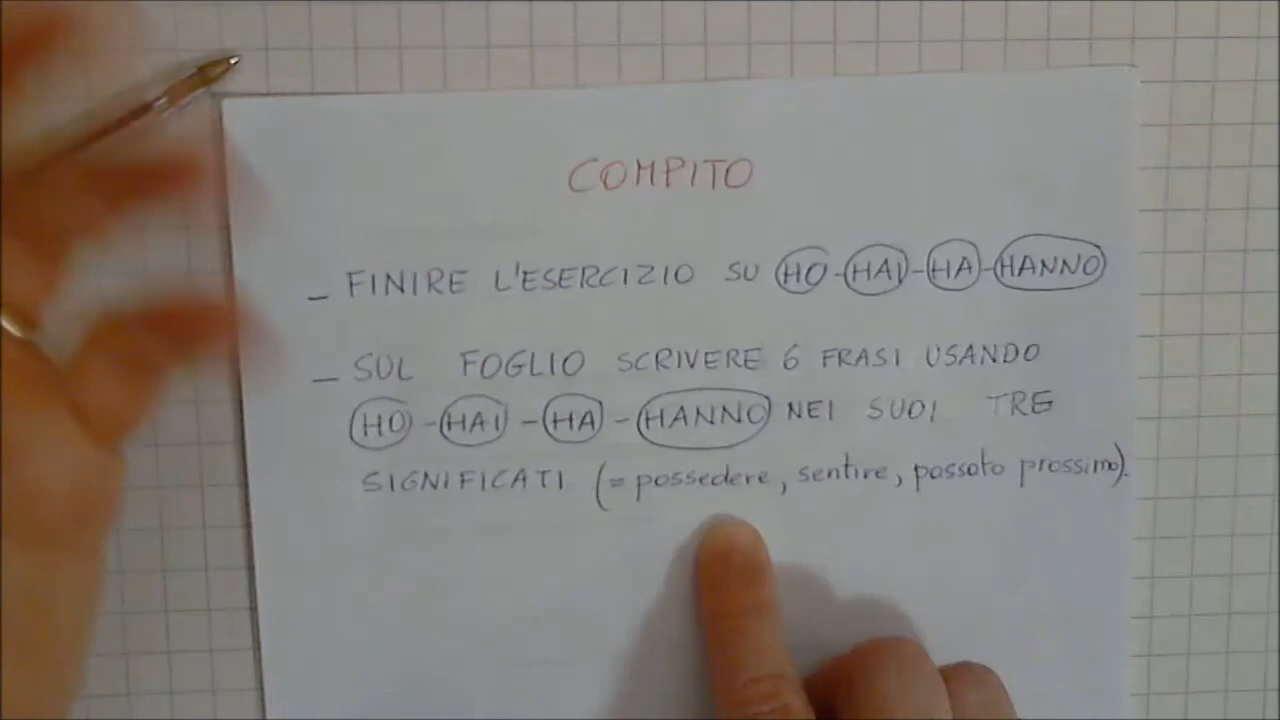 COMPITO
_ FINIRE L'ESERCIZIO SU HO-HAI-HA-HANNO
_ SUL FOGLIO SCRIVERE 6 FRASI USANDO
HO - HAI - HA - HANNO NEI SUOI TRE
SIGNIFICATI (= possedere, sentire, passato prossimo).